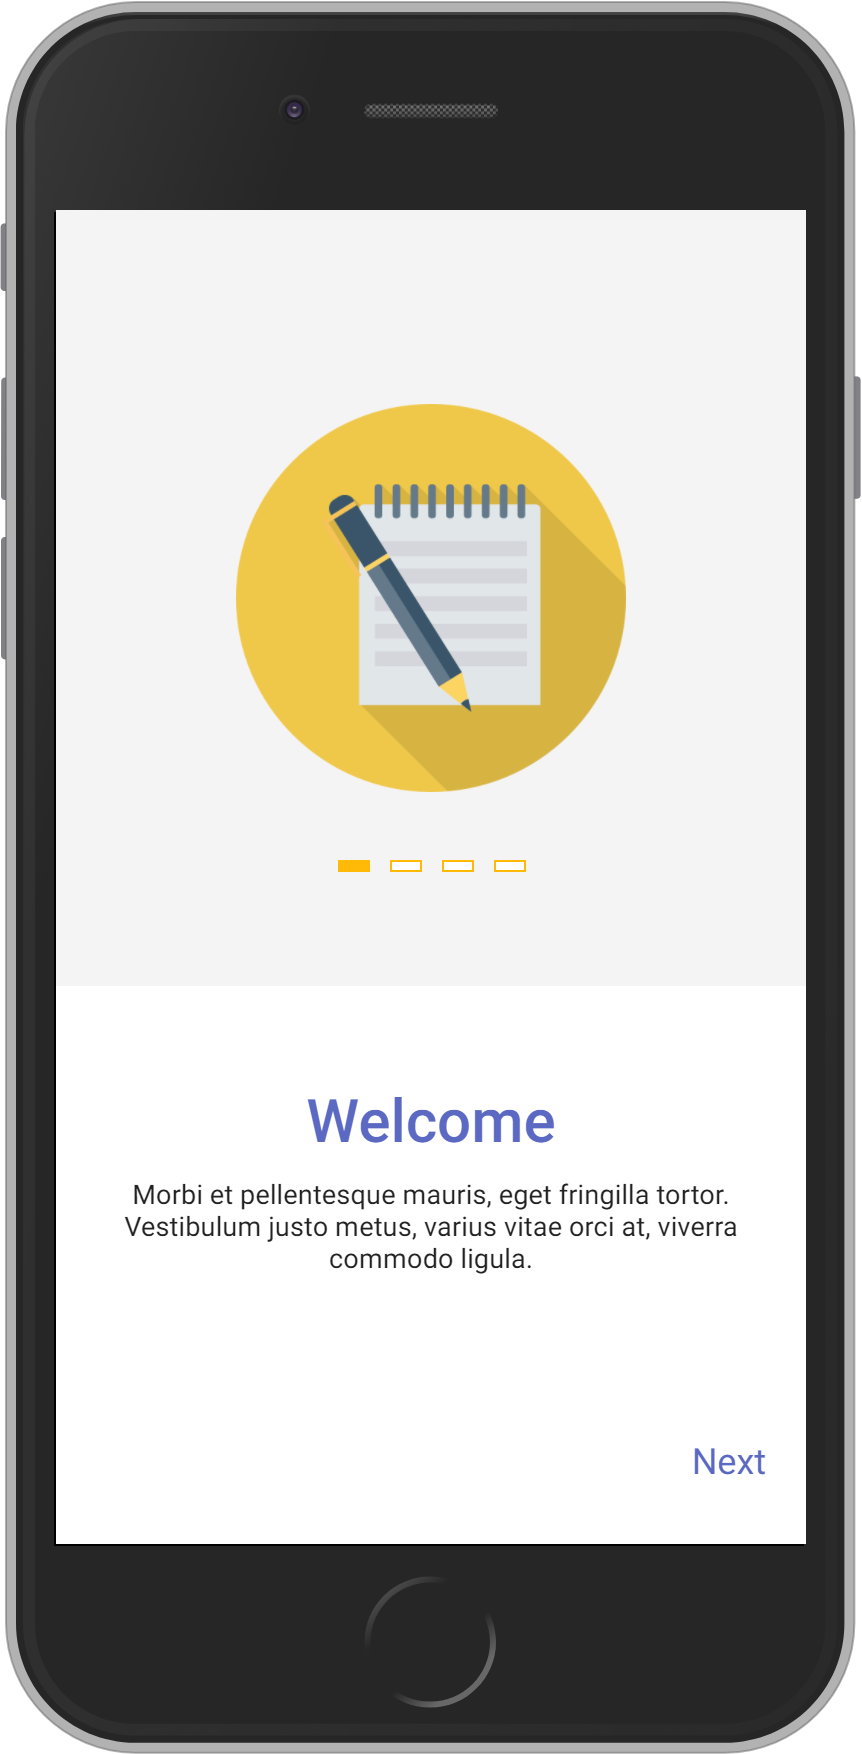 Welcome
Morbi et pellentesque mauris, eget fringilla tortor.
Vestibulum justo metus, varius vitae orci at, viverra
commodo ligula.
Next